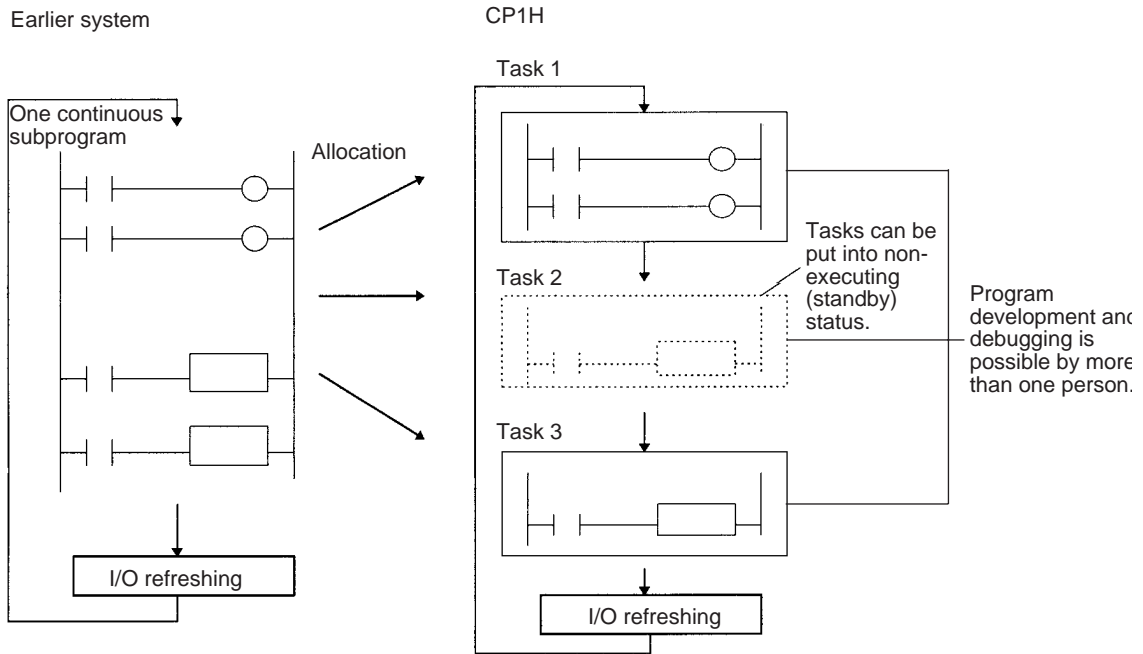 Earlier system
CP1H
One continuous
subprogram
Allocation
Task 1
Tasks can be
put into non-
executing
(standby)
status.
Task 2
Program
development and
debugging is
possible by more
than one person.
Task 3
I/O refreshing
I/O refreshing